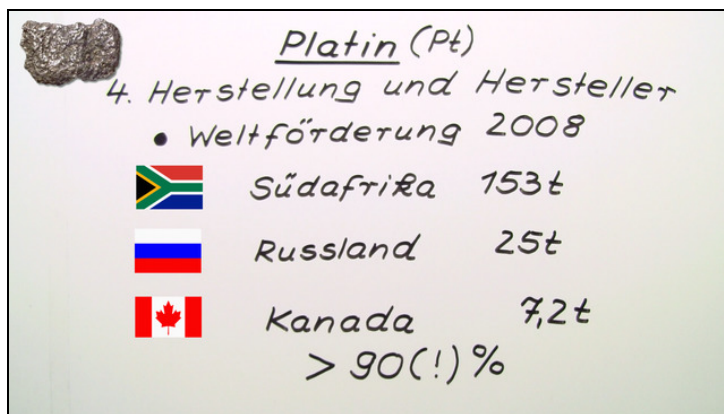 Platin (Pt)
4. Herstellung und Hersteller
• Weltförderung 2008
Südafrika 153t
Russland 25t
Kanada 7,2t
> 90(!)%